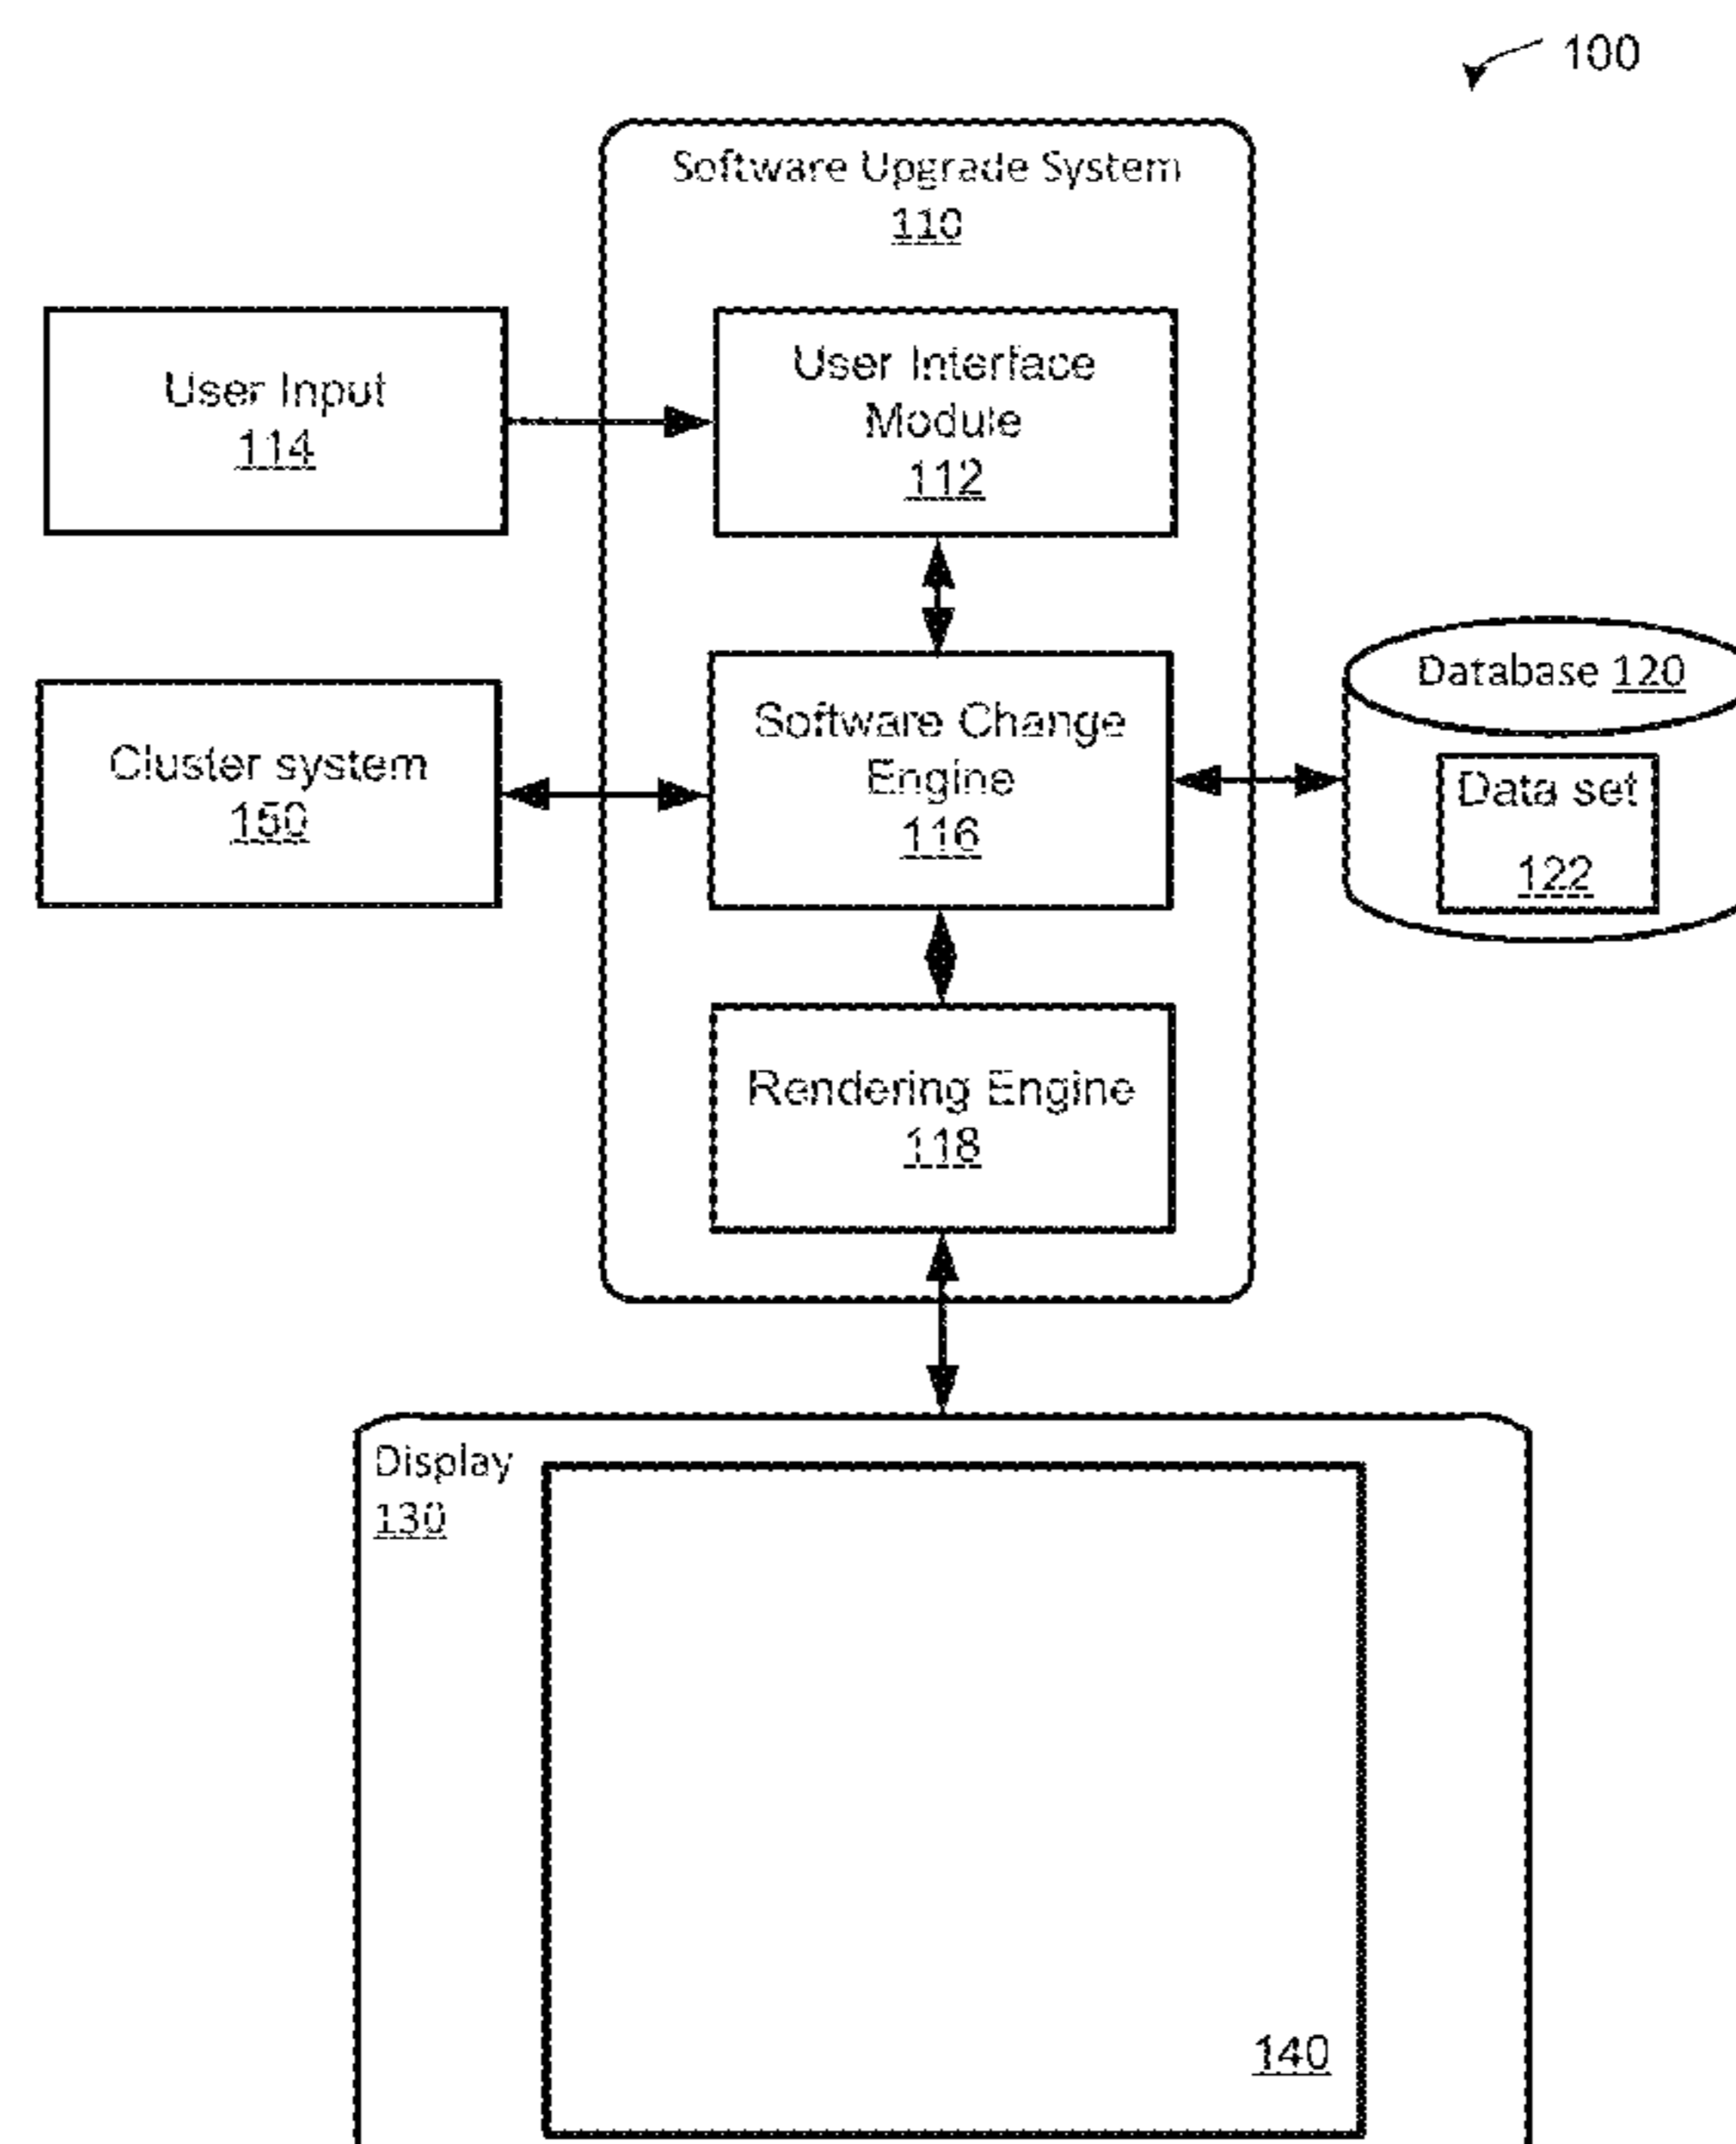 100
Software Upgrade System
110
User Input
114
User Interface
Module
112
Cluster system
150
Software Change
Engine
116
Database 120
Data set
122
Rendering Engine
118
Display
130
140